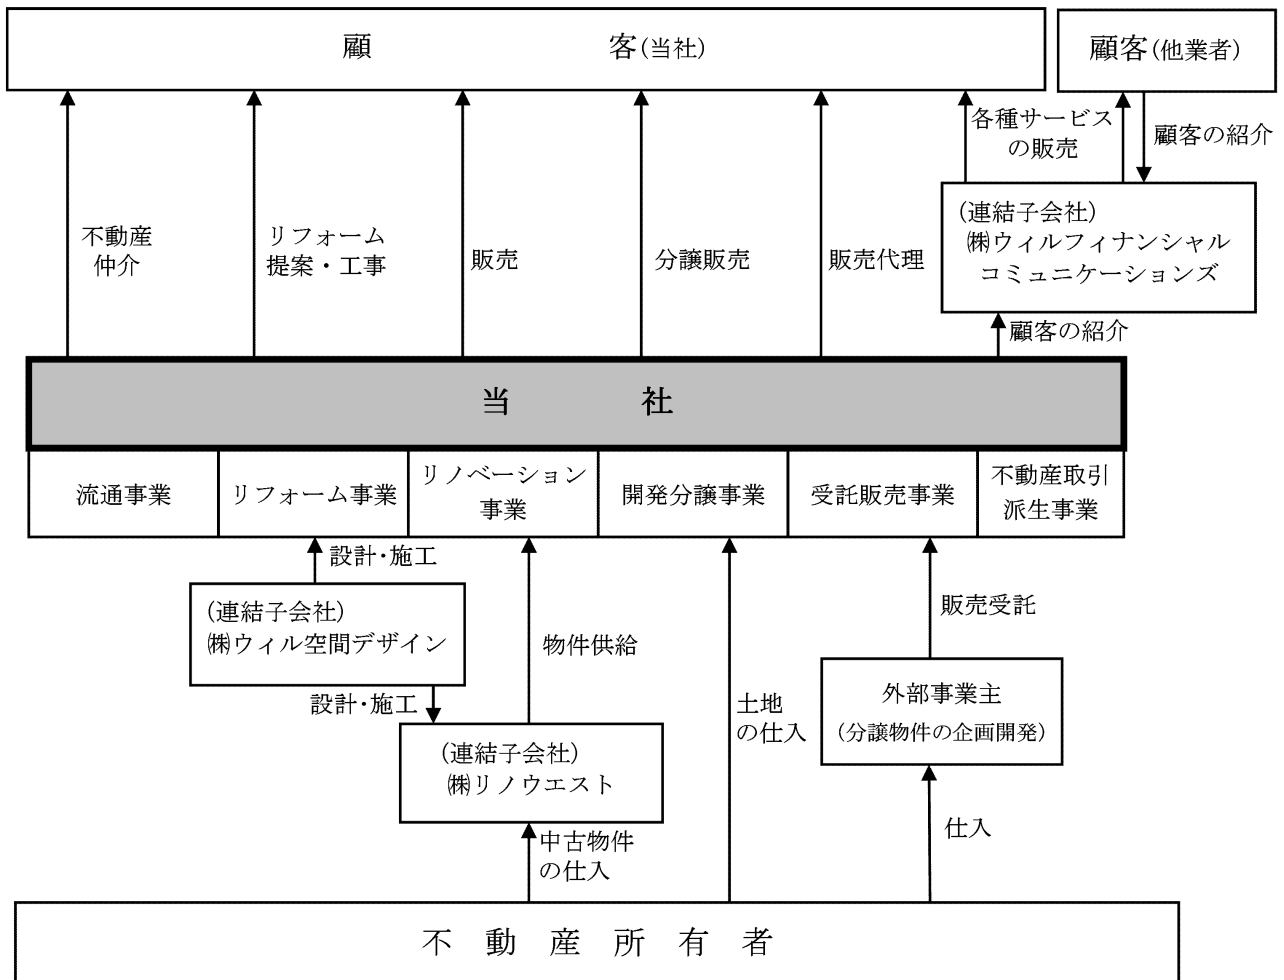 顧　客(当社)
顧客(他業者)
各種サービス
の販売
顧客の紹介
不動産
仲介
リフォーム
提案・工事
販売
分譲販売
販売代理
(連結子会社)
㈱ウィルフィナンシャル
コミュニケーションズ
顧客の紹介
当　社
流通事業
リフォーム事業
リノベーション
事業
開発分譲事業
受託販売事業
不動産取引
派生事業
設計・施工
(連結子会社)
㈱ウィル空間デザイン
設計・施工
物件供給
(連結子会社)
㈱リノウエスト
中古物件
の仕入
土地
の仕入
販売受託
外部事業主
(分譲物件の企画開発)
仕入
不動産所有者